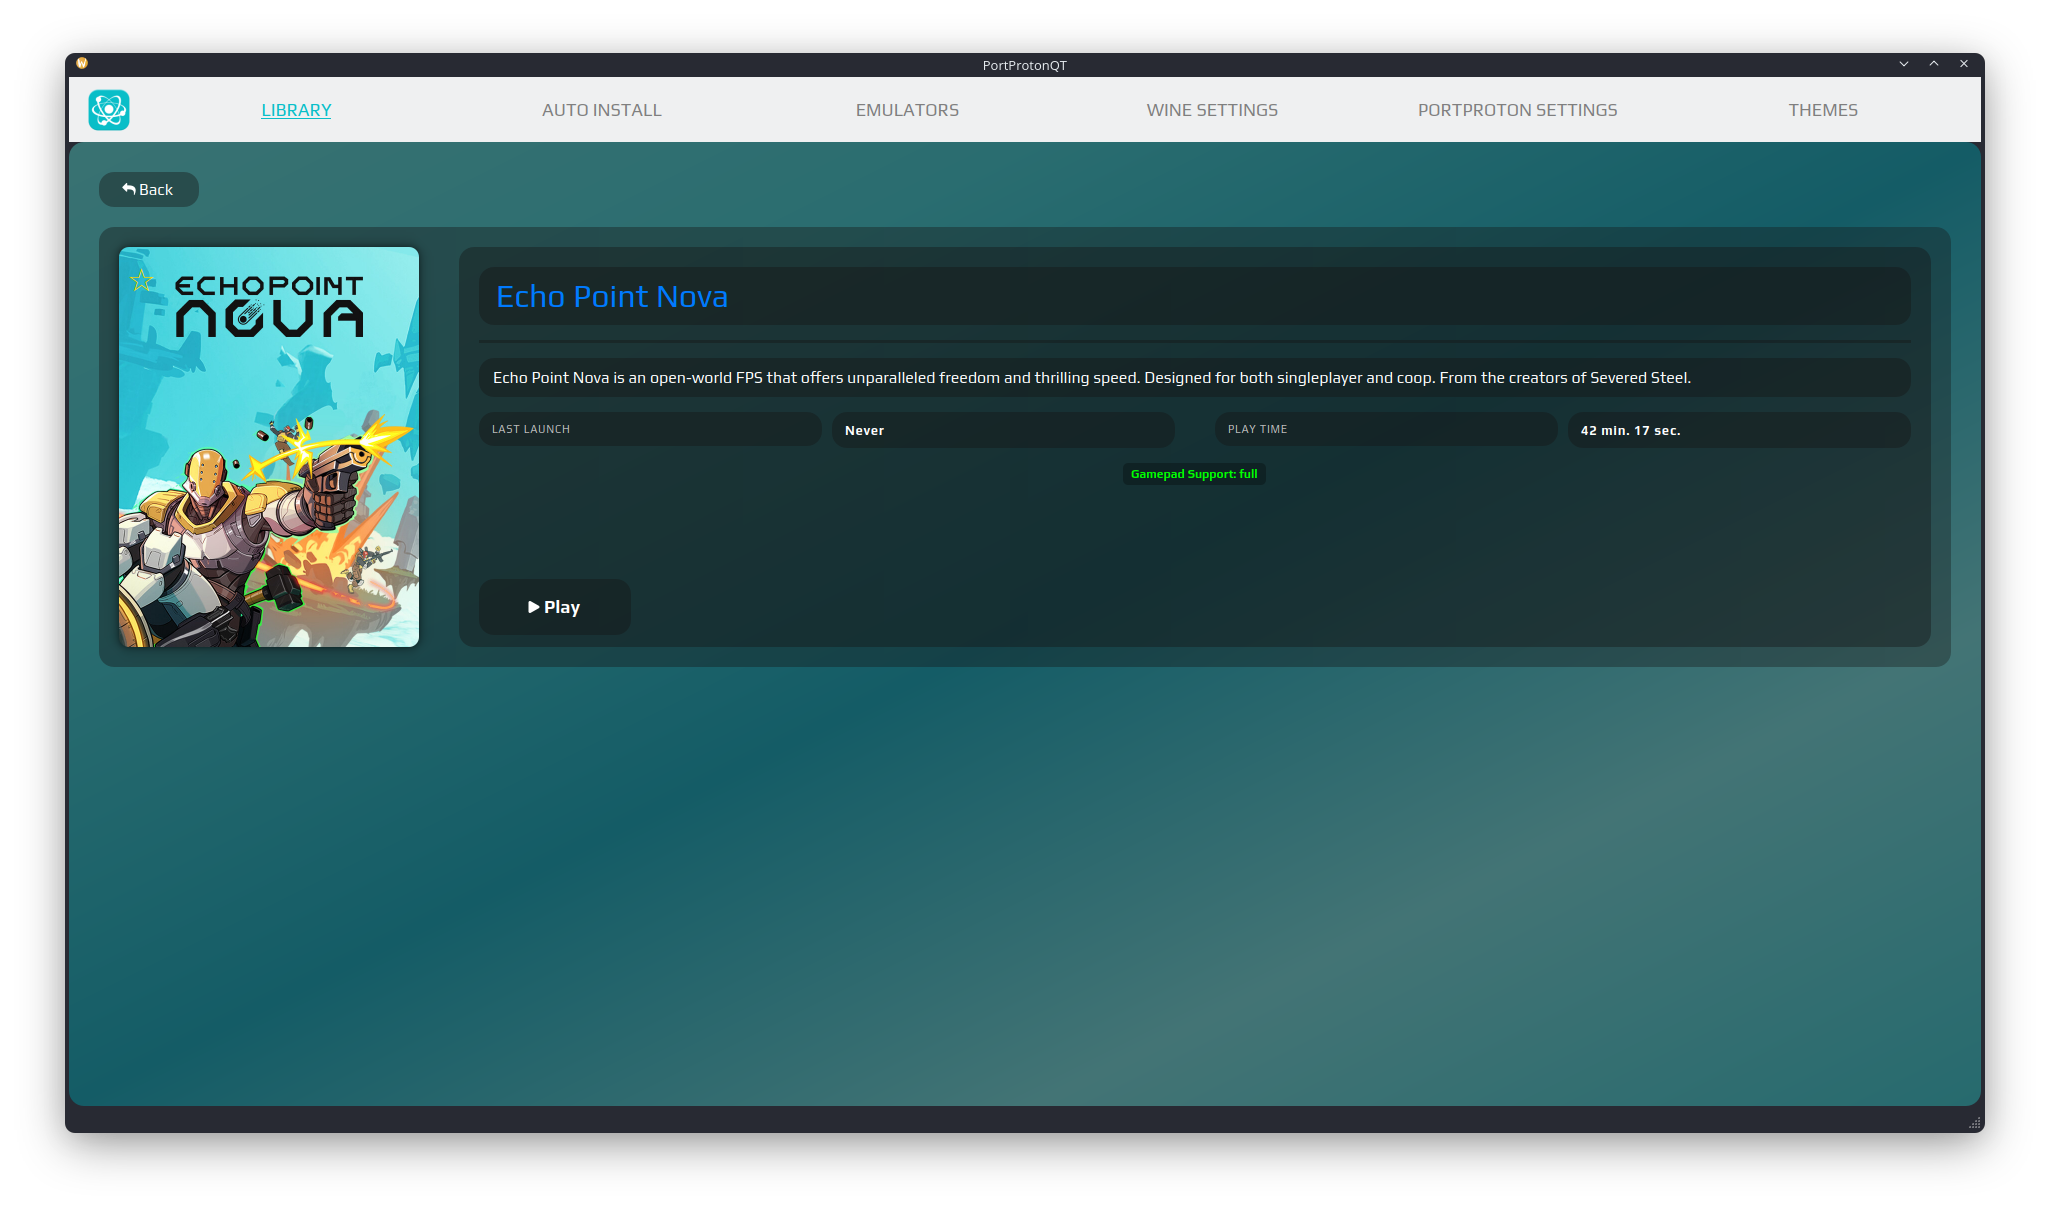 PortProtonQT
LIBRARY AUTO INSTALL EMULATORS WINE SETTINGS PORTPROTON SETTINGS THEMES
Back
ECHOPOINT
NOVA
Echo Point Nova
Echo Point Nova is an open-world FPS that offers unparalleled freedom and thrilling speed. Designed for both singleplayer and coop. From the creators of Severed Steel.
LAST LAUNCH Never PLAY TIME 42 min. 17 sec.
Gamepad Support: full
Play